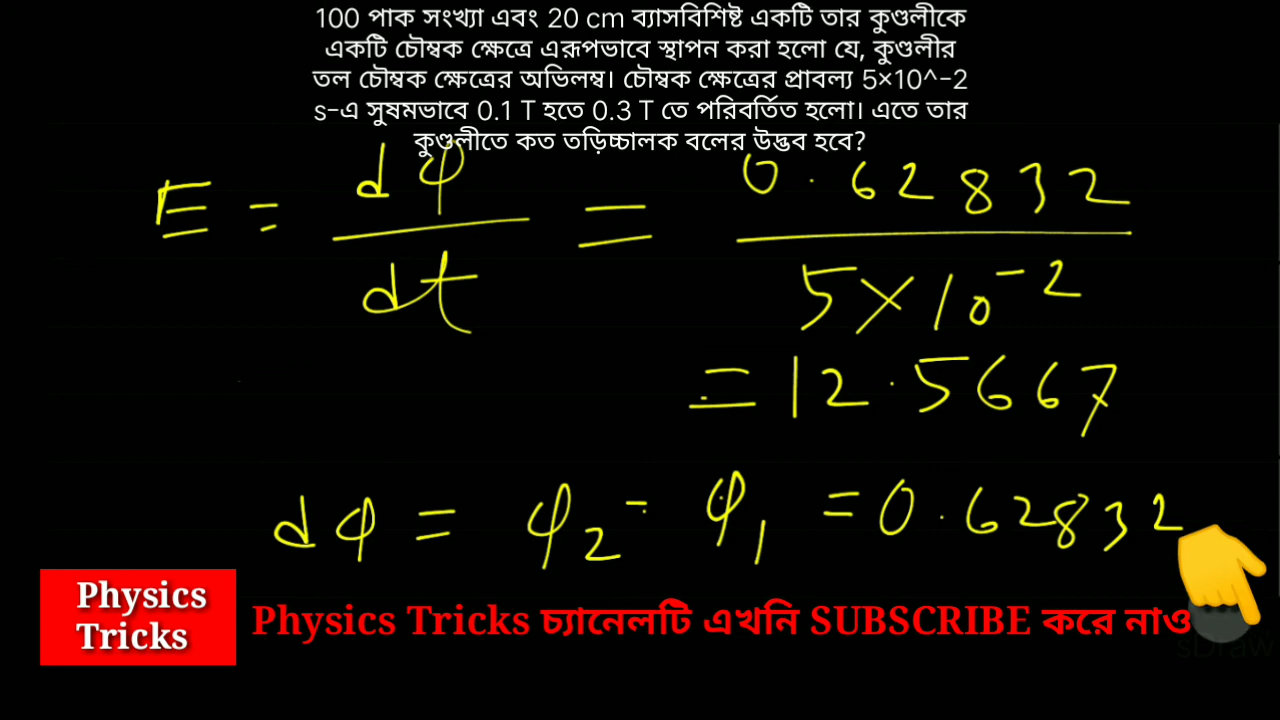 100 পাক সংখ্যা এবং 20 cm ব্যাসবিশিষ্ট একটি তার কুণ্ডলীকে
একটি চৌম্বক ক্ষেত্রে এরূপভাবে স্থাপন করা হলো যে, কুণ্ডলীর
তল চৌম্বক ক্ষেত্রের অভিলম্ব। চৌম্বক ক্ষেত্রের প্রাবল্য 5×10^-2
s-এ সুষমভাবে 0.1 T হতে 0.3 T তে পরিবর্তিত হলো। এতে তার
কুণ্ডলীতে কত তড়িচ্চালক বলের উদ্ভব হবে?
E = dφ/dt = 0.62832/5×10^-2
= 12.5667
dφ = φ2 - φ1 = 0.62832
Physics
Tricks
Physics Tricks চ্যানেলটি এখনি SUBSCRIBE করে নাও